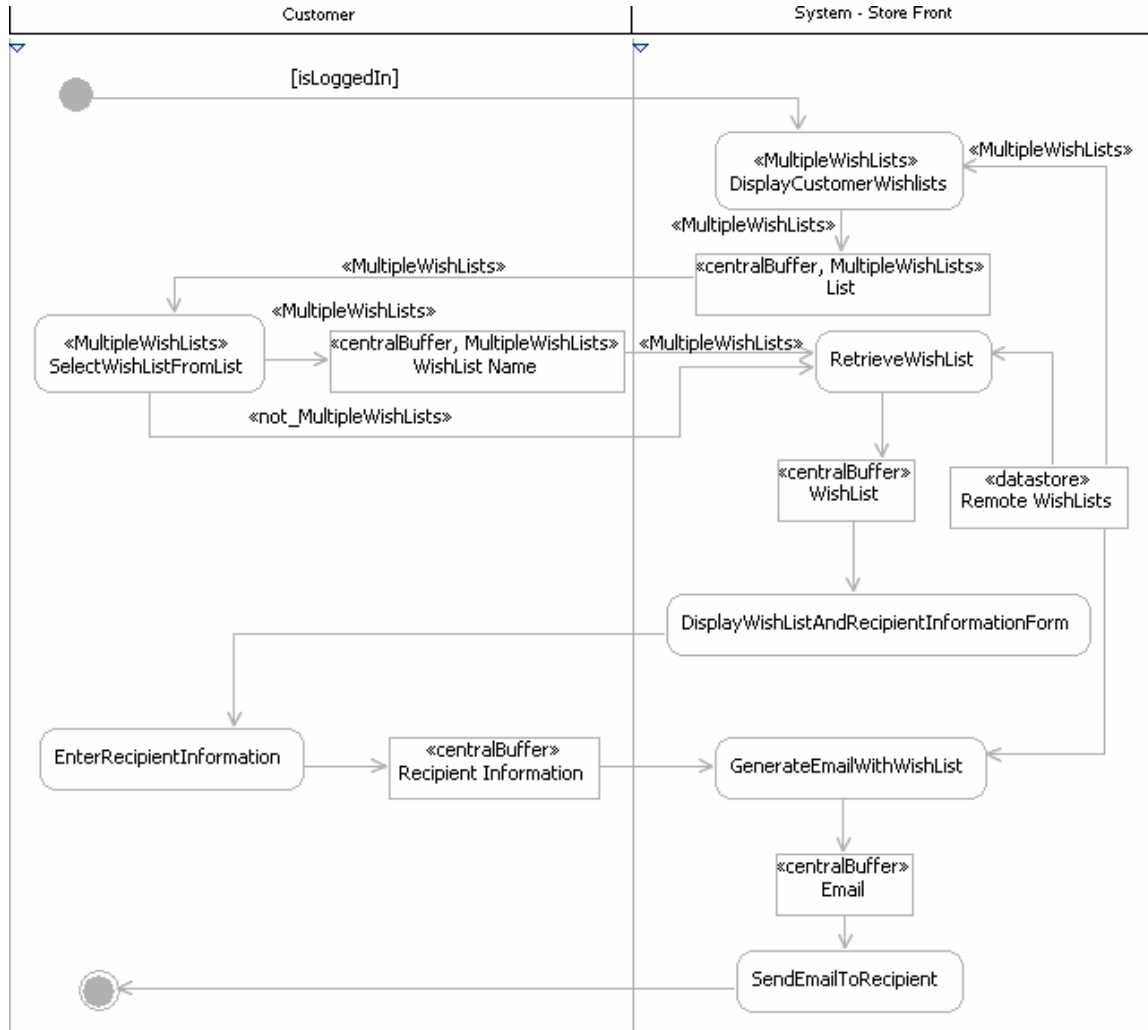 Customer
System - Store Front
[isLoggedIn]
«MultipleWishLists»
DisplayCustomerWishlists
«MultipleWishLists»
«MultipleWishLists»
«centralBuffer, MultipleWishLists»
List
«MultipleWishLists»
«MultipleWishLists»
SelectWishListFromList
«MultipleWishLists»
«centralBuffer, MultipleWishLists»
WishList Name
«MultipleWishLists»
RetrieveWishList
«not_MultipleWishLists»
«centralBuffer»
WishList
«datastore»
Remote WishLists
DisplayWishListAndRecipientInformationForm
EnterRecipientInformation
«centralBuffer»
Recipient Information
GenerateEmailWithWishList
«centralBuffer»
Email
SendEmailToRecipient